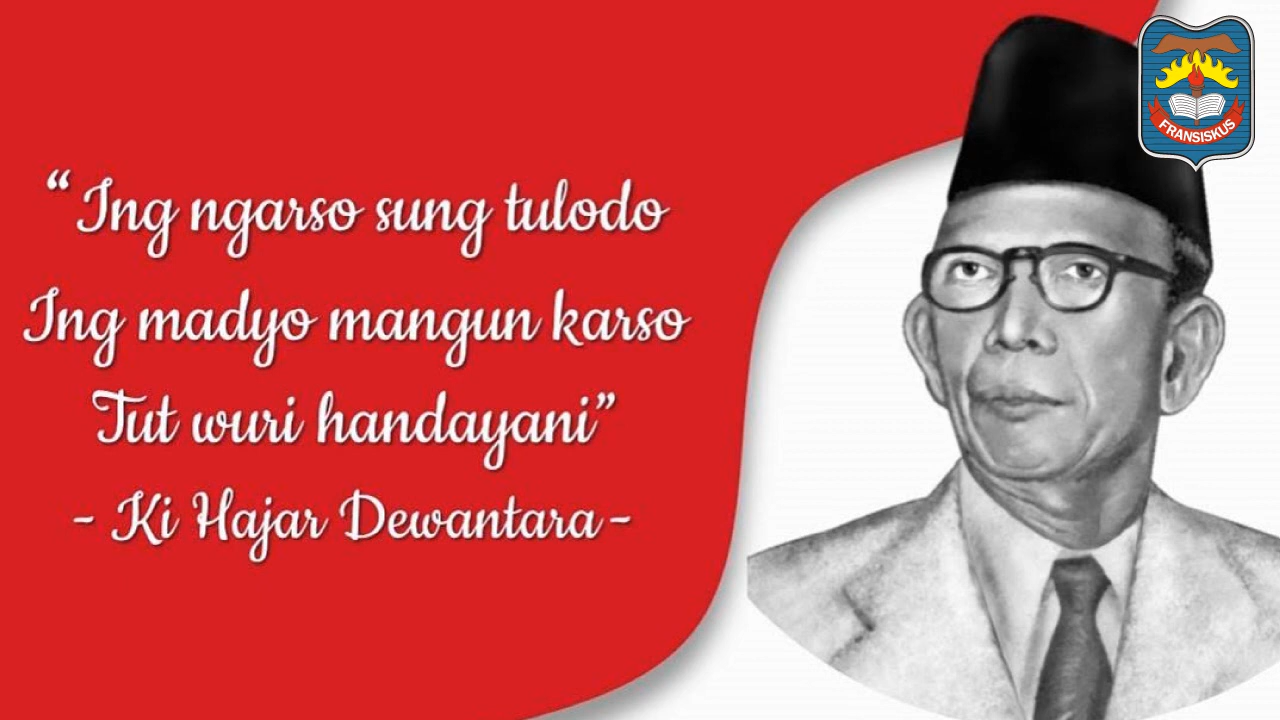 “Ing ngarso sung tulodo
Ing madyo mangun karso
Tut wuri handayani”
- Ki Hajar Dewantara -
FRANSISKUS